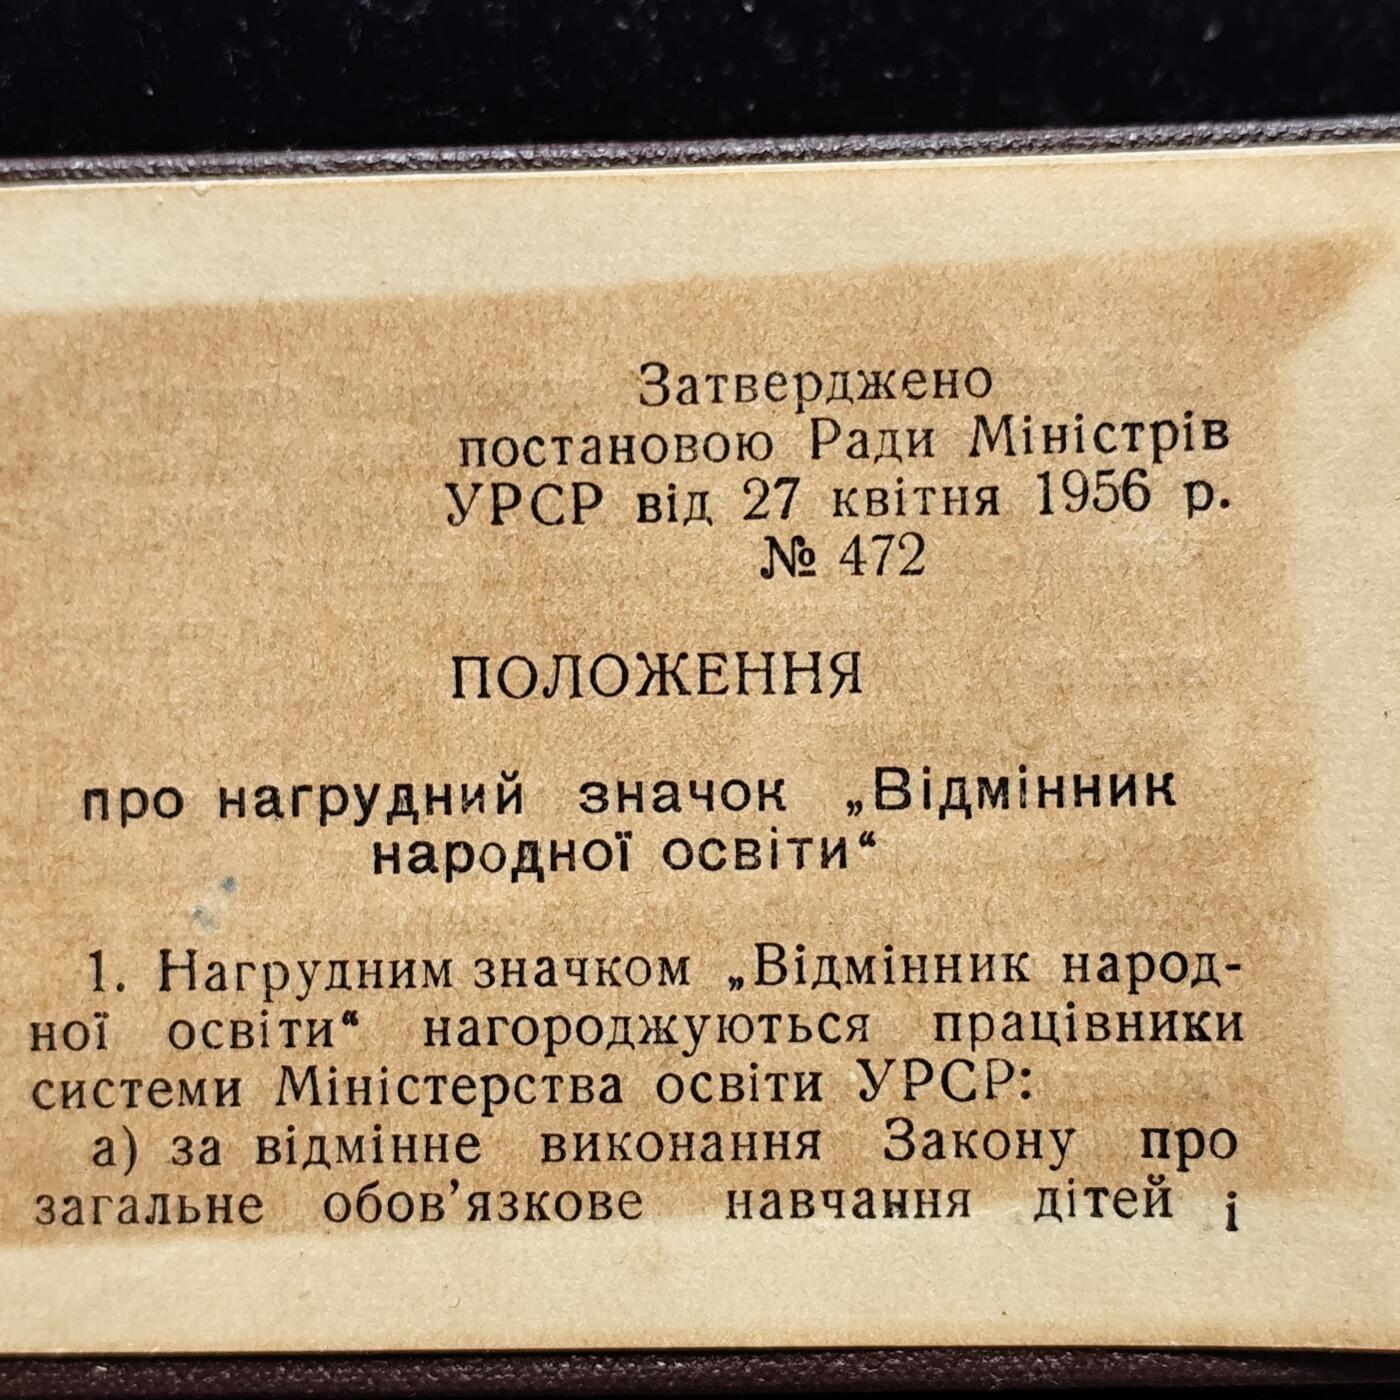 Затверджено
постановою Ради Міністрів
УРСР від 27 квітня 1956 р.
№ 472
ПОЛОЖЕННЯ
про нагрудний значок „Відмінник
народної освіти“
1. Нагрудним значком „Відмінник народ-
ної освіти“ нагороджуються працівники
системи Міністерства освіти УРСР:
а) за відмінне виконання Закону про
загальне обов’язкове навчання дітей і